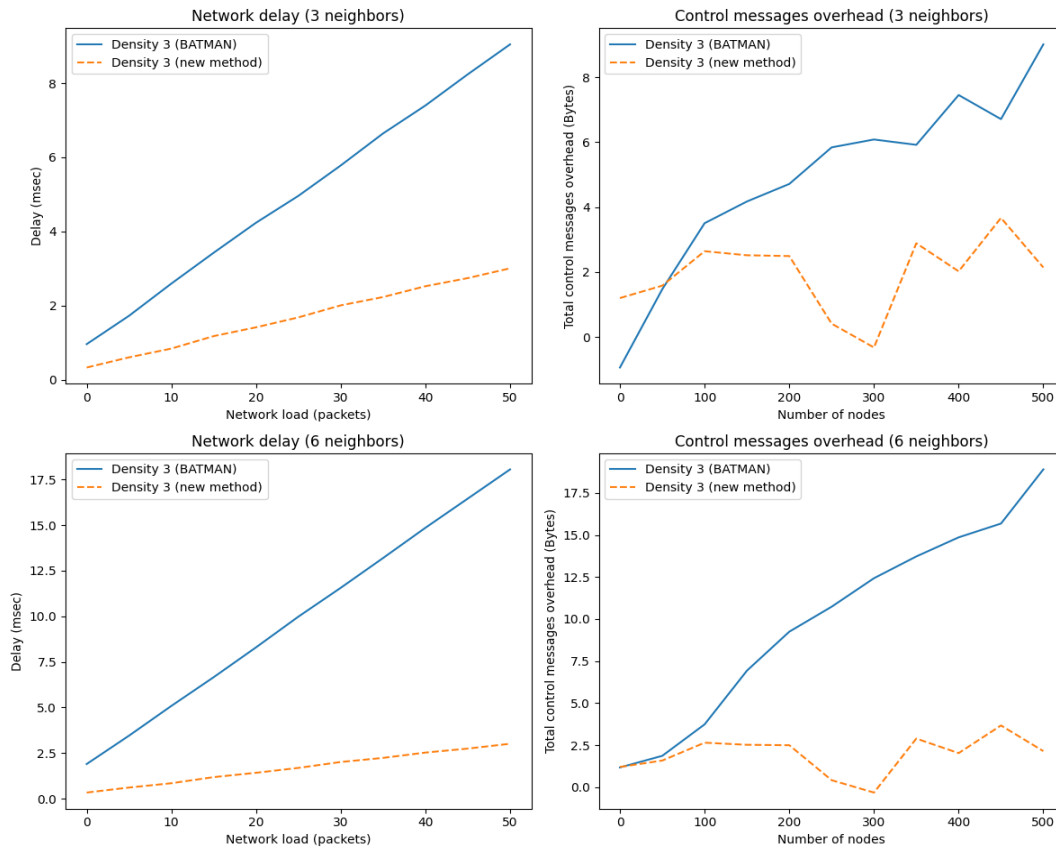 Network delay (3 neighbors)
Density 3 (BATMAN)
Density 3 (new method)
Delay (msec)
8
6
4
2
0
0 10 20 30 40 50
Network load (packets)
Control messages overhead (3 neighbors)
Density 3 (BATMAN)
Density 3 (new method)
Total control messages overhead (Bytes)
8
6
4
2
0
0 100 200 300 400 500
Number of nodes
Network delay (6 neighbors)
Density 3 (BATMAN)
Density 3 (new method)
Delay (msec)
17.5
15.0
12.5
10.0
7.5
5.0
2.5
0.0
0 10 20 30 40 50
Network load (packets)
Control messages overhead (6 neighbors)
Density 3 (BATMAN)
Density 3 (new method)
Total control messages overhead (Bytes)
17.5
15.0
12.5
10.0
7.5
5.0
2.5
0.0
0 100 200 300 400 500
Number of nodes